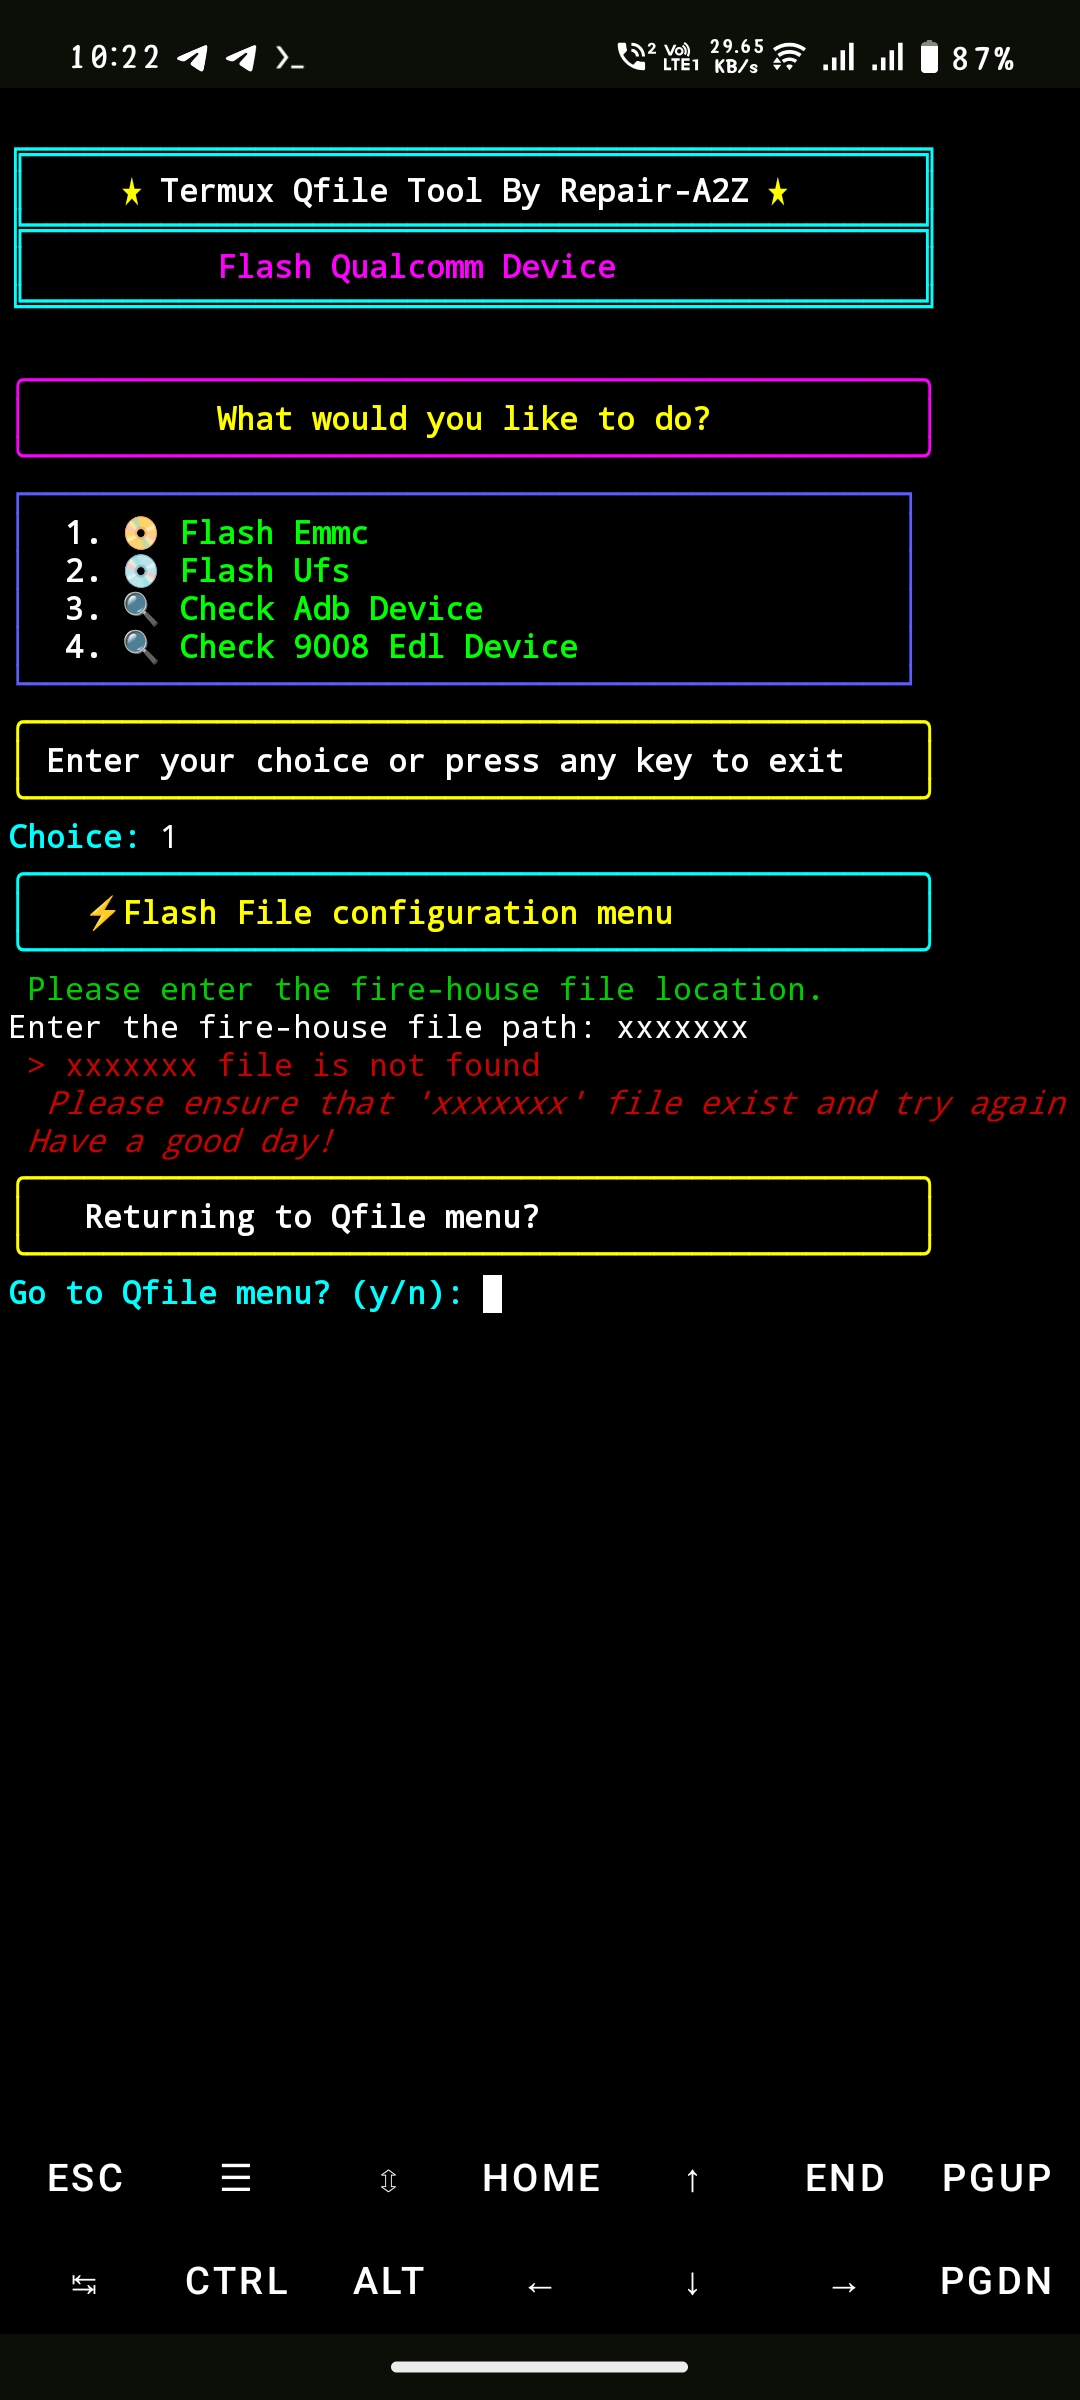 10:22 >_ 2 Vo) LTE1 29.65 KB/s 87%
★ Termux Qfile Tool By Repair-A2Z ★
Flash Qualcomm Device
What would you like to do?
1. 📀 Flash Emmc
2. 💿 Flash Ufs
3. 🔍 Check Adb Device
4. 🔍 Check 9008 Edl Device
Enter your choice or press any key to exit
Choice: 1
⚡Flash File configuration menu
Please enter the fire-house file location.
Enter the fire-house file path: xxxxxxx
> xxxxxxx file is not found
Please ensure that 'xxxxxxx' file exist and try again
Have a good day!
Returning to Qfile menu?
Go to Qfile menu? (y/n):
ESC ☰ ⇳ HOME ↑ END PGUP
↹ CTRL ALT ← ↓ → PGDN